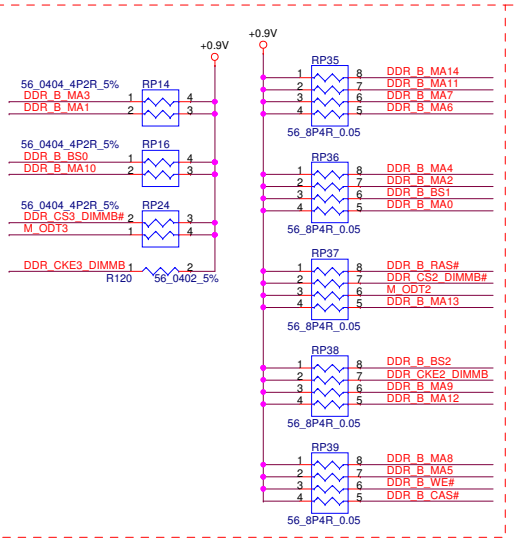 +0.9V
56_0404_4P2R_5% RP14
DDR_B_MA3 1 4
DDR_B_MA1 2 3
56_0404_4P2R_5% RP16
DDR_B_BS0 1 4
DDR_B_MA10 2 3
56_0404_4P2R_5% RP24
DDR_CS3_DIMMB# 2 3
M_ODT3 1 4
DDR_CKE3_DIMMB 1 2
R120 56_0402_5%
+0.9V
RP35
1 8 DDR_B_MA14
2 7 DDR_B_MA11
3 6 DDR_B_MA7
4 5 DDR_B_MA6
56_8P4R_0.05
RP36
1 8 DDR_B_MA4
2 7 DDR_B_MA2
3 6 DDR_B_BS1
4 5 DDR_B_MA0
56_8P4R_0.05
RP37
1 8 DDR_B_RAS#
2 7 DDR_CS2_DIMMB#
3 6 M_ODT2
4 5 DDR_B_MA13
56_8P4R_0.05
RP38
1 8 DDR_B_BS2
2 7 DDR_CKE2_DIMMB
3 6 DDR_B_MA9
4 5 DDR_B_MA12
56_8P4R_0.05
RP39
1 8 DDR_B_MA8
2 7 DDR_B_MA5
3 6 DDR_B_WE#
4 5 DDR_B_CAS#
56_8P4R_0.05